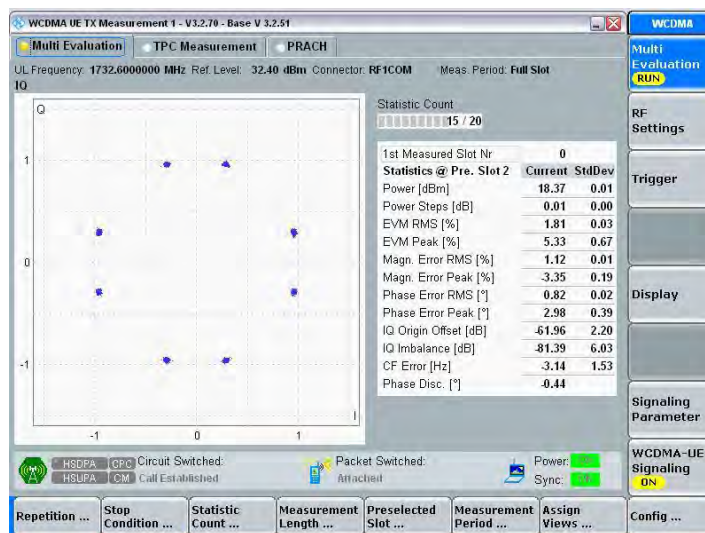 WCDMA UE TX Measurement 1 - V3.2.70 - Base V 3.2.51
WCDMA
Multi Evaluation
TPC Measurement
PRACH
Multi
Evaluation
RUN
UL Frequency: 1732.6000000 MHz Ref. Level: 32.40 dBm Connector: RF1COM Meas. Period: Full Slot
IQ
Q
1
0
-1
-1 0 1
I
Statistic Count
15 / 20
1st Measured Slot Nr 0
Statistics @ Pre. Slot 2 Current StdDev
Power [dBm] 18.37 0.01
Power Steps [dB] 0.01 0.00
EVM RMS [%] 1.81 0.03
EVM Peak [%] 5.33 0.67
Magn. Error RMS [%] 1.12 0.01
Magn. Error Peak [%] -3.35 0.19
Phase Error RMS [°] 0.82 0.02
Phase Error Peak [°] 2.98 0.39
IQ Origin Offset [dB] -61.96 2.20
IQ Imbalance [dB] -81.39 6.03
CF Error [Hz] -3.14 1.53
Phase Disc. [°] -0.44
RF
Settings
Trigger
Display
Signaling
Parameter
WCDMA-UE
Signaling
ON
HSDPA CPC Circuit Switched: Packet Switched: Power:
HSUPA CM Call Established Attached Sync:
Repetition ...
Stop
Condition ...
Statistic
Count ...
Measurement
Length ...
Preselected
Slot ...
Measurement
Period ...
Assign
Views ...
Config ...